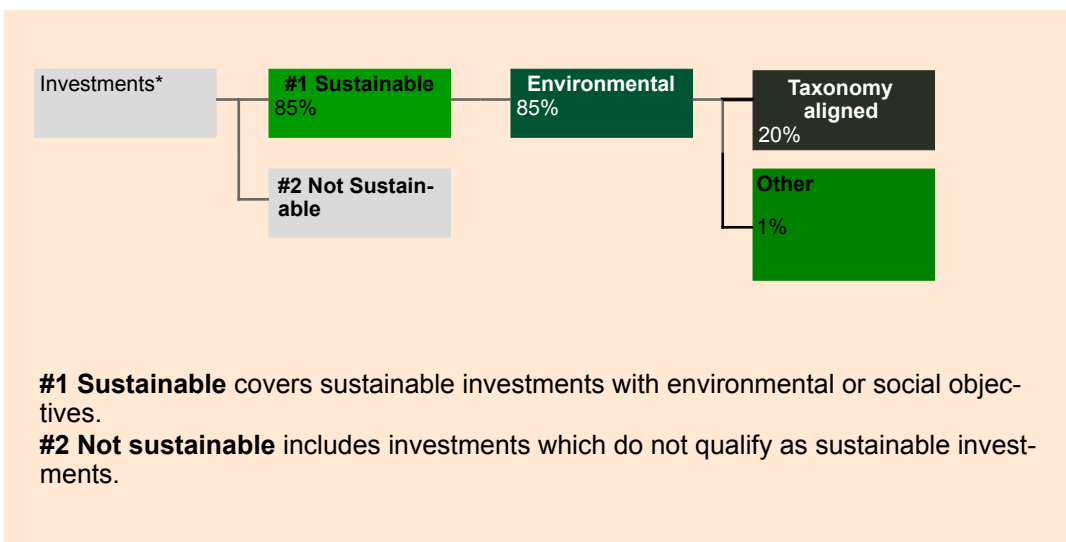 Investments*
#1 Sustainable
85%
Environmental
85%
Taxonomy
aligned
20%
#2 Not Sustain-
able
Other
1%
#1 Sustainable covers sustainable investments with environmental or social objec-
tives.
#2 Not sustainable includes investments which do not qualify as sustainable invest-
ments.